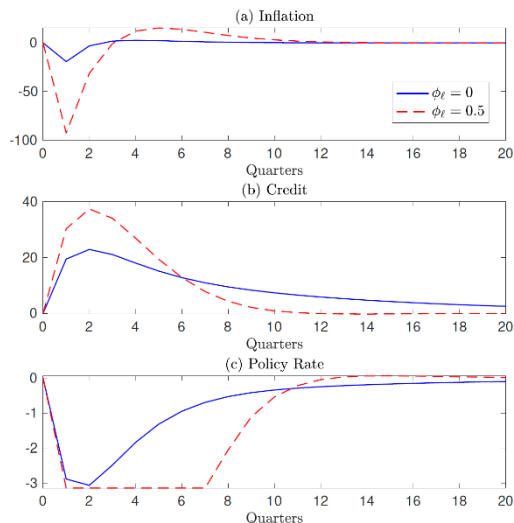 (a) Inflation
0
-50
-100
0 2 4 6 8 10 12 14 16 18 20
Quarters
ϕℓ = 0
ϕℓ = 0.5
(b) Credit
40
20
0
0 2 4 6 8 10 12 14 16 18 20
Quarters
(c) Policy Rate
0
-1
-2
-3
0 2 4 6 8 10 12 14 16 18 20
Quarters